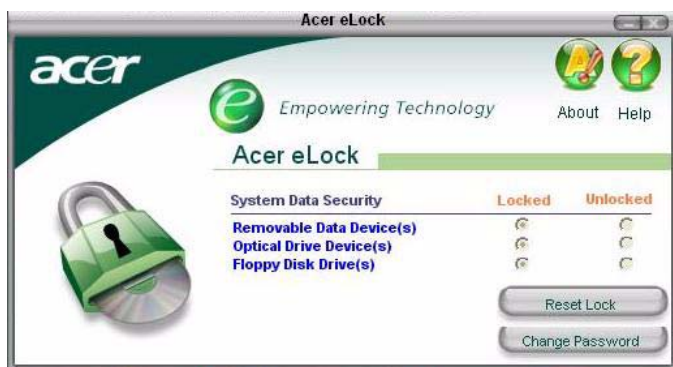 Acer eLock
acer
e Empowering Technology
About Help
Acer eLock
System Data Security Locked Unlocked
Removable Data Device(s)
Optical Drive Device(s)
Floppy Disk Drive(s)
Reset Lock
Change Password